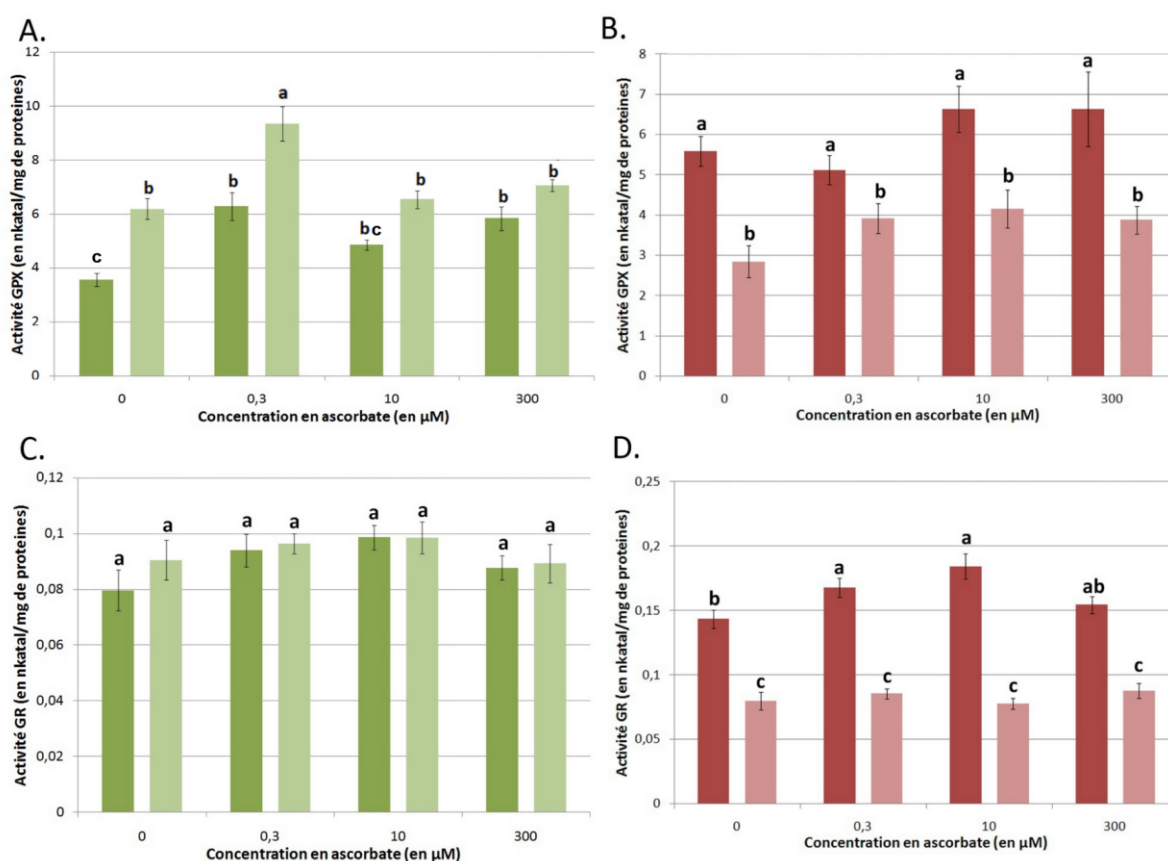 A.
Activité GPX (en nkatal/mg de proteines)
12
10
8
6
4
2
0
c
b
b
a
bc
b
b
b
0
0,3
10
300
Concentration en ascorbate (en µM)
B.
Activité GPX (en nkatal/mg de proteines)
8
7
6
5
4
3
2
1
0
a
b
a
b
a
b
a
b
0
0,3
10
300
Concentration en ascorbate (en µM)
C.
Activité GR (en nkatal/mg de proteines)
0,12
0,1
0,08
0,06
0,04
0,02
0
a
a
a
a
a
a
a
a
0
0,3
10
300
Concentration en ascorbate (en µM)
D.
Activité GR (en nkatal/mg de proteines)
0,25
0,2
0,15
0,1
0,05
0
b
c
a
c
a
c
ab
c
0
0,3
10
300
Concentration en ascorbate (en µM)